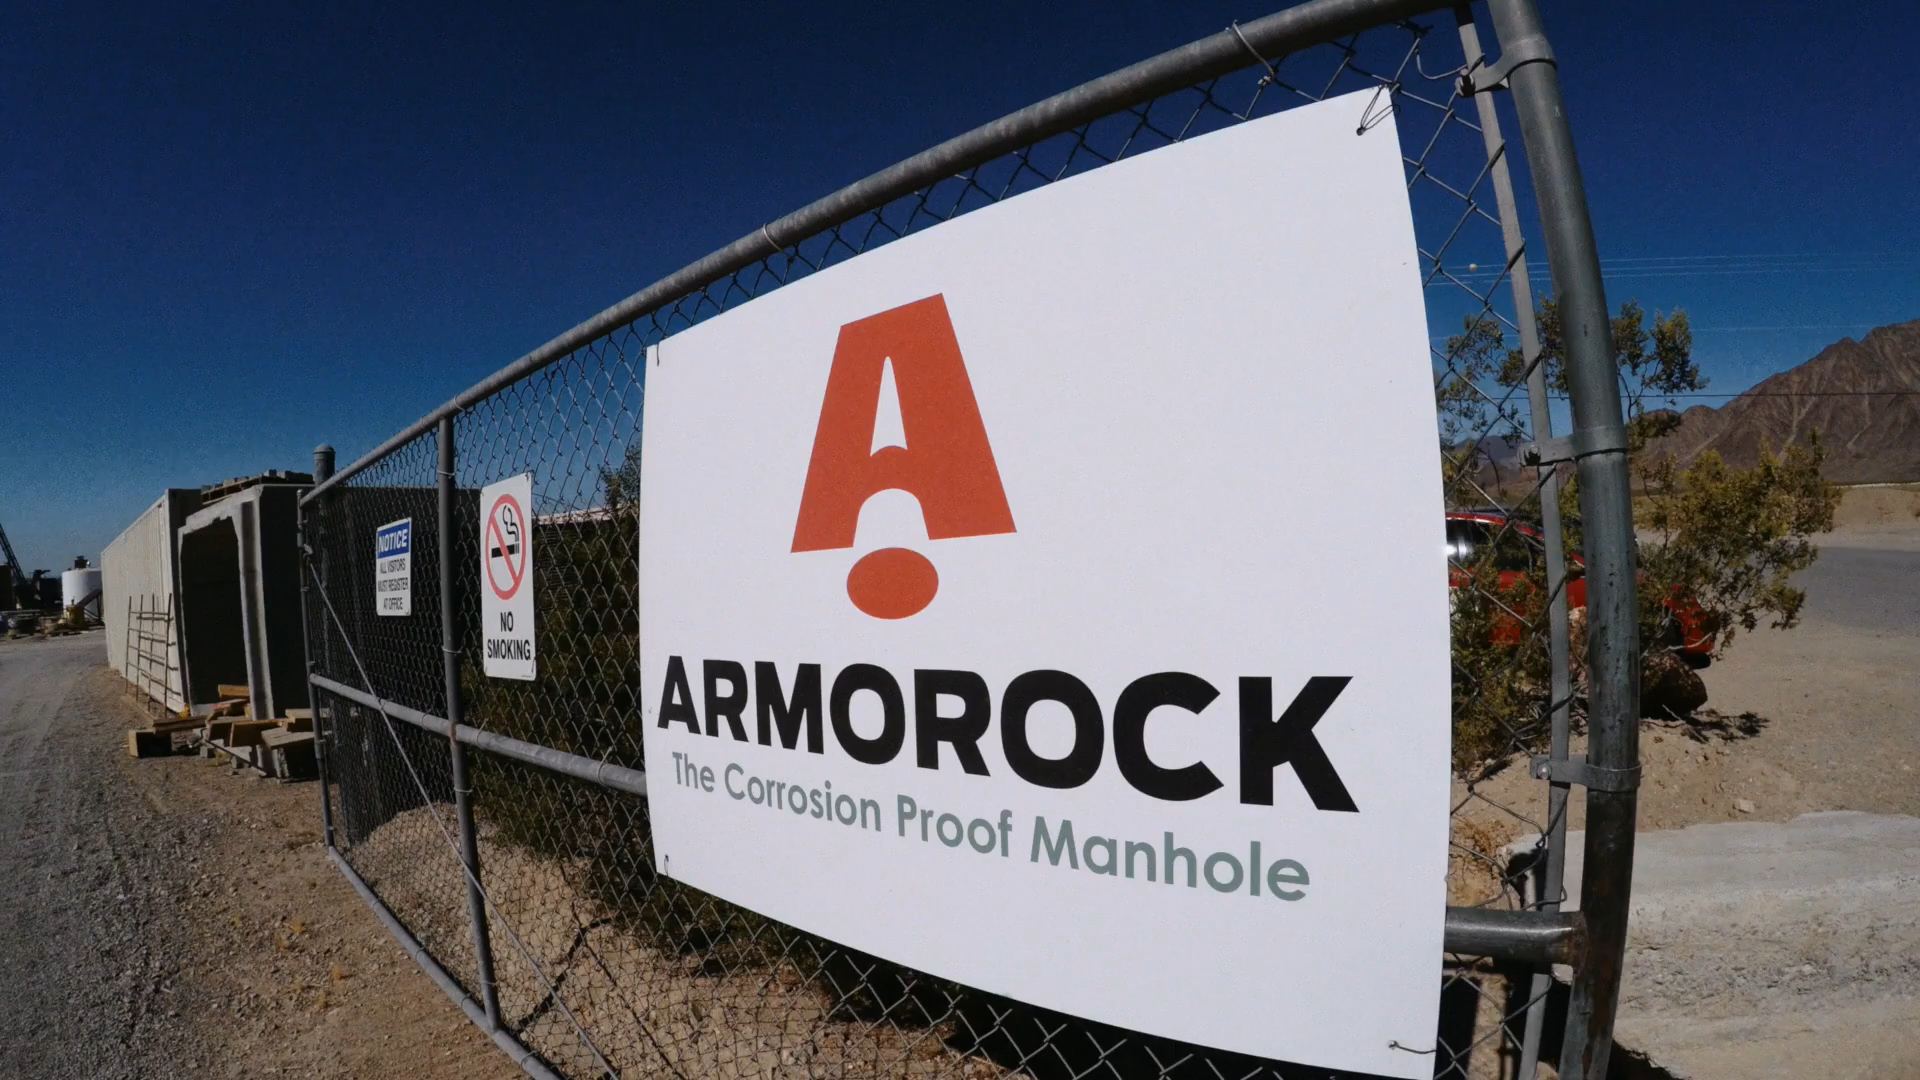 NOTICE
ALL VISITORS
MUST REGISTER
AT OFFICE
NO
SMOKING
ARMOROCK
The Corrosion Proof Manhole